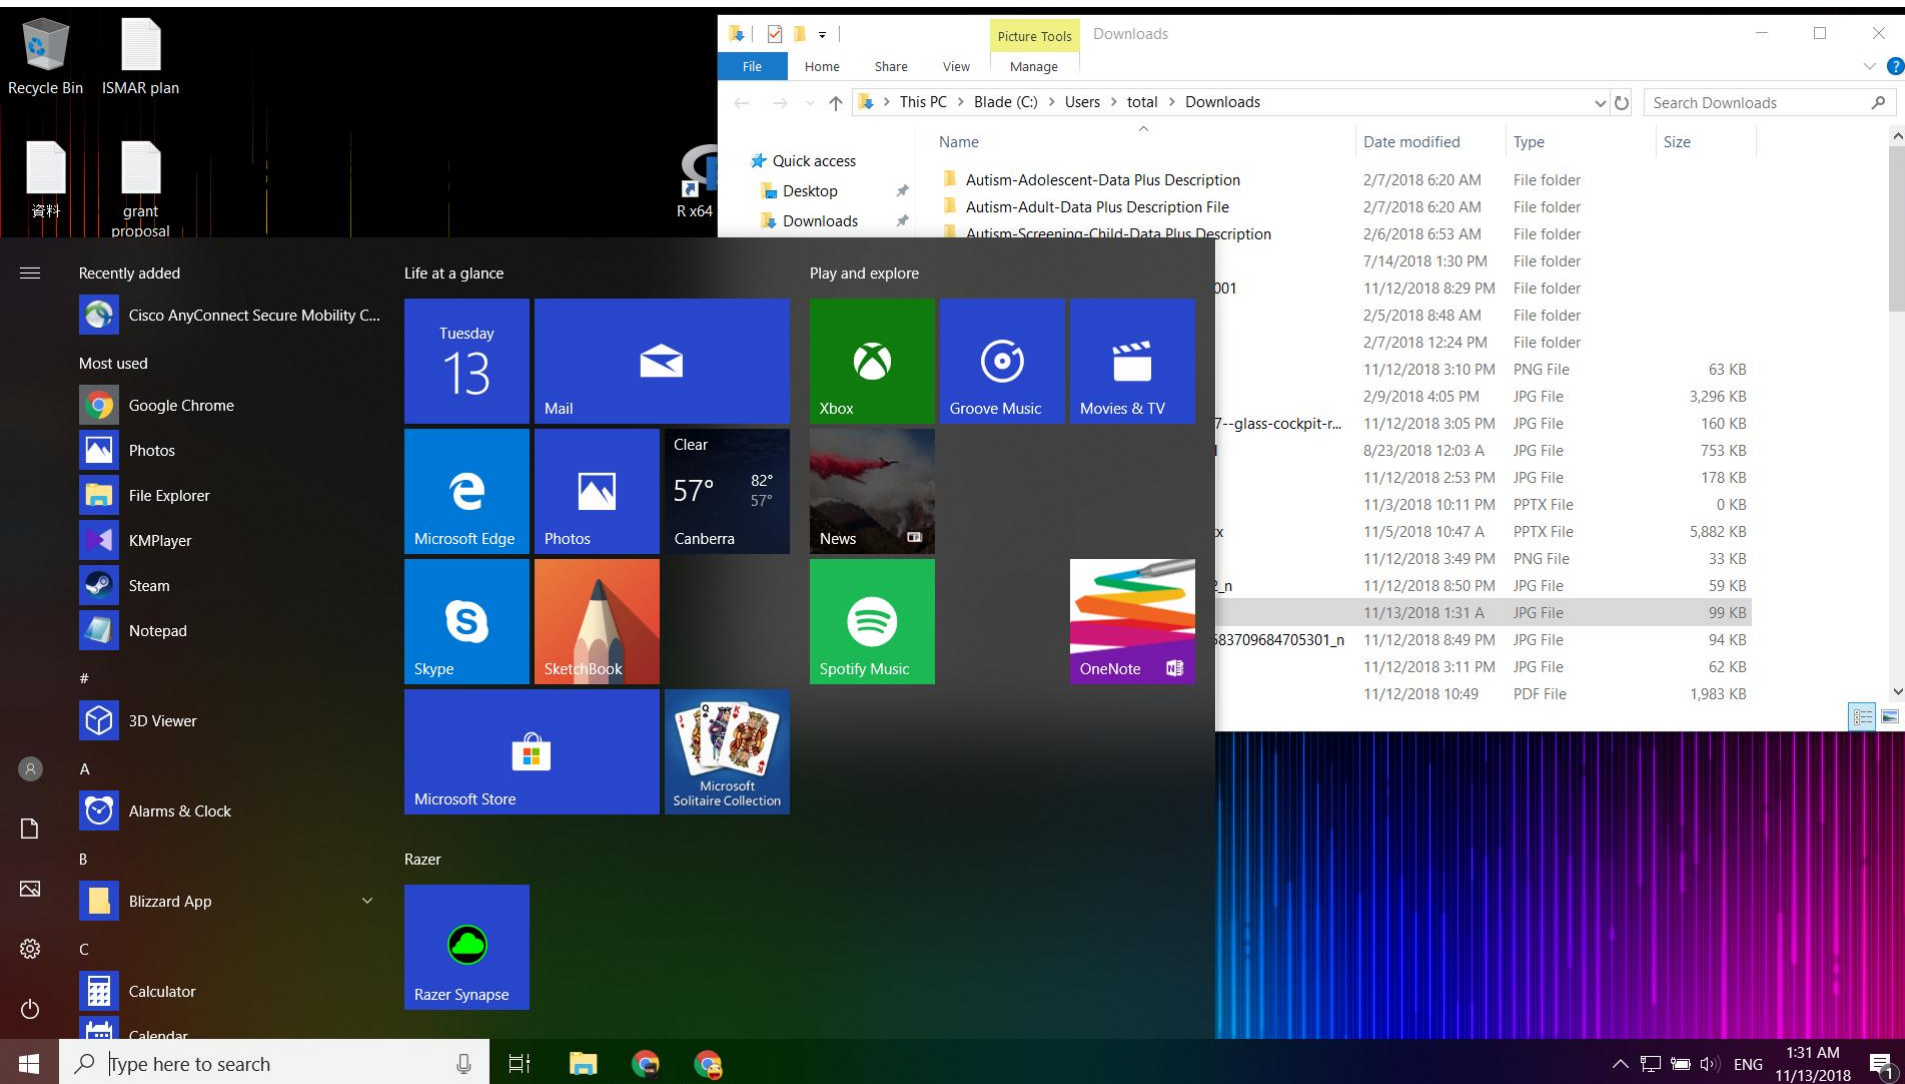 Recycle Bin
ISMAR plan
資料
grant
proposal
R x64
Picture Tools
Downloads
File
Home
Share
View
Manage
This PC > Blade (C:) > Users > total > Downloads
Search Downloads
Quick access
Desktop
Downloads
Name
Date modified
Type
Size
Autism-Adolescent-Data Plus Description 2/7/2018 6:20 AM File folder
Autism-Adult-Data Plus Description File 2/7/2018 6:20 AM File folder
Autism-Screening-Child-Data Plus Description 2/6/2018 6:53 AM File folder
7/14/2018 1:30 PM File folder
001 11/12/2018 8:29 PM File folder
2/5/2018 8:48 AM File folder
2/7/2018 12:24 PM File folder
11/12/2018 3:10 PM PNG File 63 KB
2/9/2018 4:05 PM JPG File 3,296 KB
7--glass-cockpit-r... 11/12/2018 3:05 PM JPG File 160 KB
8/23/2018 12:03 A JPG File 753 KB
11/12/2018 2:53 PM JPG File 178 KB
11/3/2018 10:11 PM PPTX File 0 KB
x 11/5/2018 10:47 A PPTX File 5,882 KB
11/12/2018 3:49 PM PNG File 33 KB
2_n 11/12/2018 8:50 PM JPG File 59 KB
11/13/2018 1:31 A JPG File 99 KB
583709684705301_n 11/12/2018 8:49 PM JPG File 94 KB
11/12/2018 3:11 PM JPG File 62 KB
11/12/2018 10:49 PDF File 1,983 KB
Recently added
Cisco AnyConnect Secure Mobility C...
Most used
Google Chrome
Photos
File Explorer
KMPlayer
Steam
Notepad
#
3D Viewer
A
Alarms & Clock
B
Blizzard App
C
Calculator
Calendar
Life at a glance
Tuesday
13
Mail
Microsoft Edge
Photos
Clear
57° 82°
57°
Canberra
Skype
SketchBook
Microsoft Store
Microsoft
Solitaire Collection
Razer
Razer Synapse
Play and explore
Xbox
Groove Music
Movies & TV
News
Spotify Music
OneNote
Type here to search
ENG
1:31 AM
11/13/2018
1